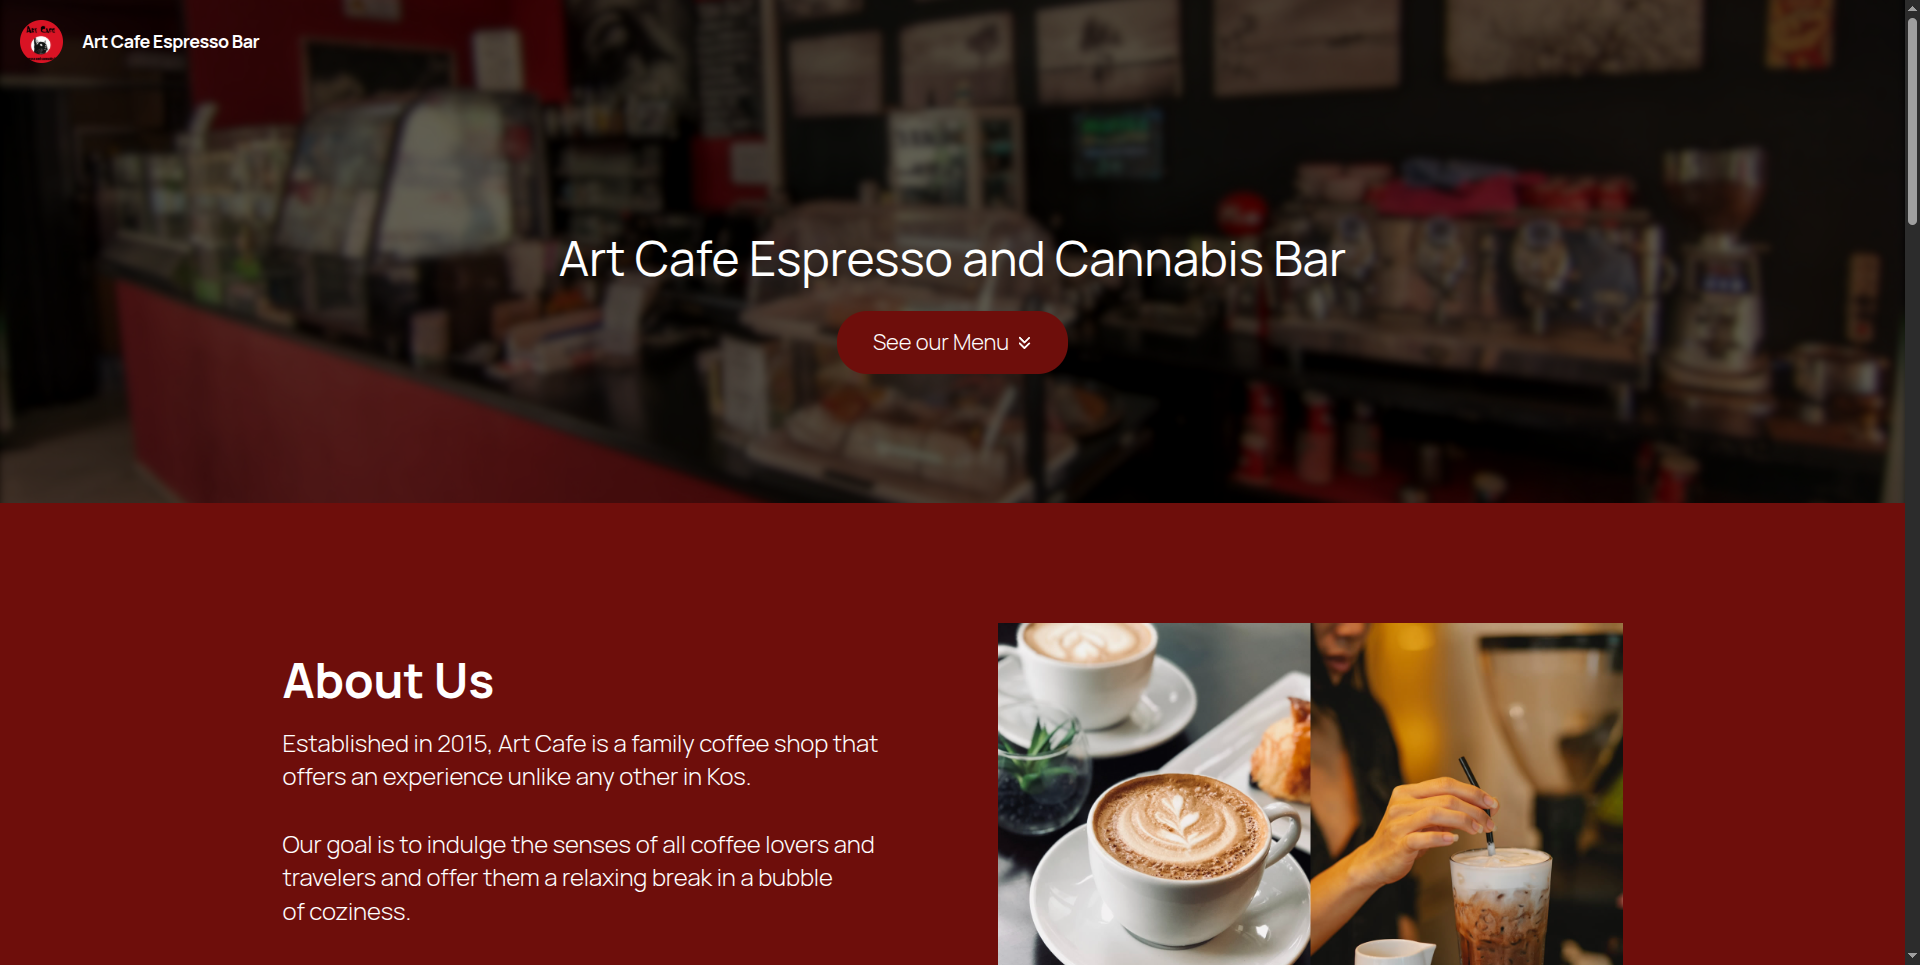 Art Cafe
Art Cafe Espresso Bar
Art Cafe Espresso and Cannabis Bar
See our Menu
About Us
Established in 2015, Art Cafe is a family coffee shop that
offers an experience unlike any other in Kos.
Our goal is to indulge the senses of all coffee lovers and
travelers and offer them a relaxing break in a bubble
of coziness.